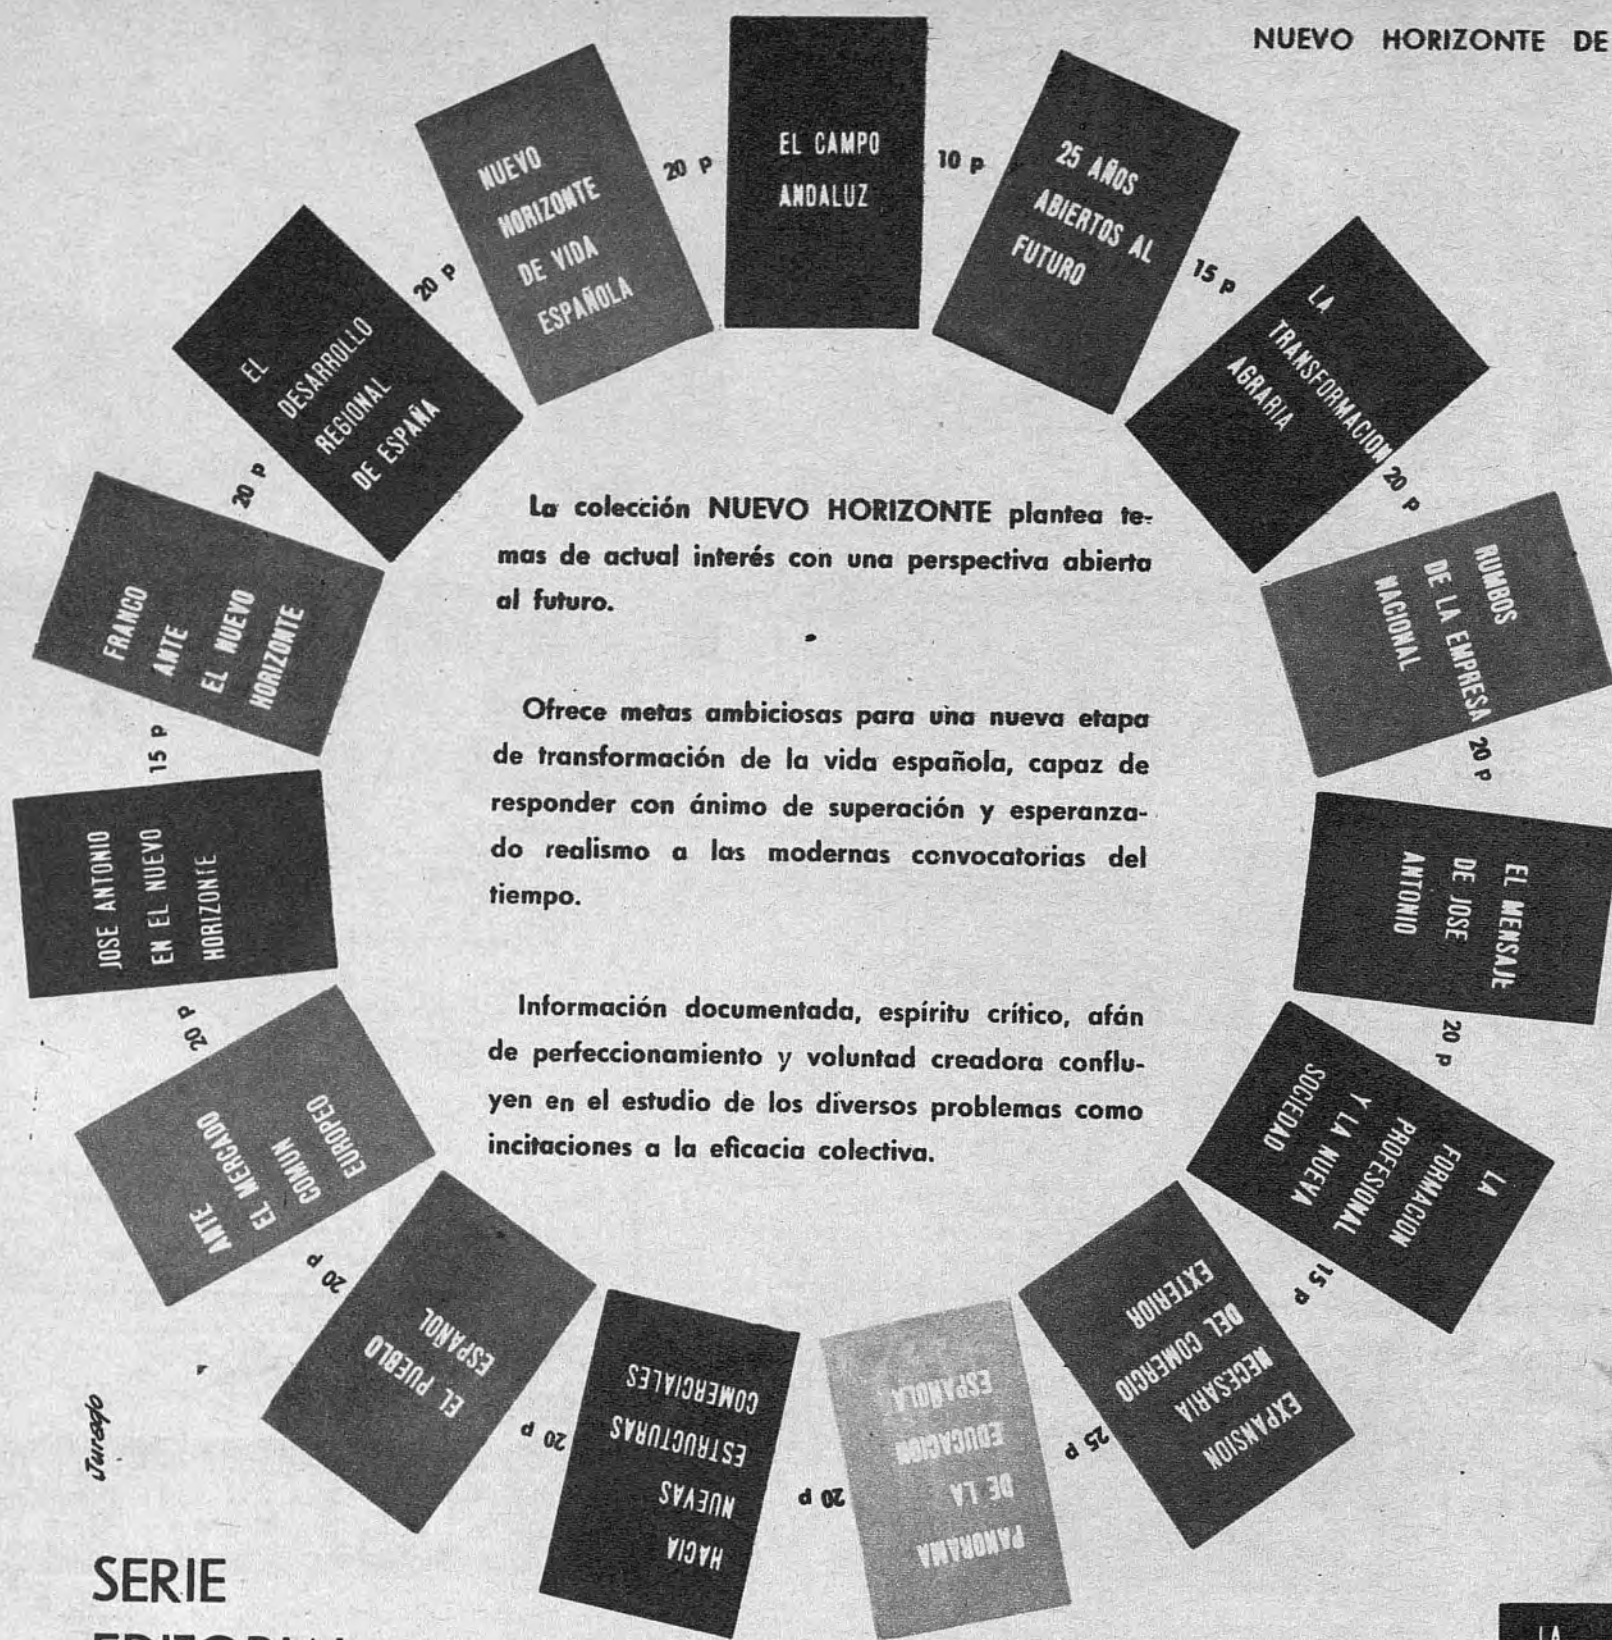 NUEVO HORIZONTE DE
EL CAMPO
ANDALUZ
10 P
25 AÑOS
ABIERTOS AL
FUTURO
15 P
LA
TRANSFORMACION
AGRARIA
20 P
RUMBOS
DE LA EMPRESA
NACIONAL
20 P
EL MENSAJE
DE JOSE
ANTONIO
20 P
LA
FORMACION
PROFESIONAL
Y LA NUEVA
SOCIEDAD
15 P
EXPANSION
NECESARIA
DEL COMERCIO
EXTERIOR
25 P
PANORAMA
DE LA
EDUCACION
ESPAÑOLA
20 P
HACIA
NUEVAS
ESTRUCTURAS
COMERCIALES
20 P
EL PUEBLO
ESPAÑOL
20 P
ANTE
EL MERCADO
COMUN
EUROPEO
20 P
JOSE ANTONIO
EN EL NUEVO
HORIZONTE
15 P
FRANCO
ANTE
EL NUEVO
HORIZONTE
20 P
EL
DESARROLLO
REGIONAL
DE ESPAÑA
20 P
NUEVO
HORIZONTE
DE VIDA
ESPAÑOLA
20 P
La colección NUEVO HORIZONTE plantea te-
mas de actual interés con una perspectiva abierta
al futuro.
Ofrece metas ambiciosas para una nueva etapa
de transformación de la vida española, capaz de
responder con ánimo de superación y esperanza-
do realismo a las modernas convocatorias del
tiempo.
Información documentada, espíritu crítico, afán
de perfeccionamiento y voluntad creadora conflu-
yen en el estudio de los diversos problemas como
incitaciones a la eficacia colectiva.
SERIE
EDITORIAL
LA